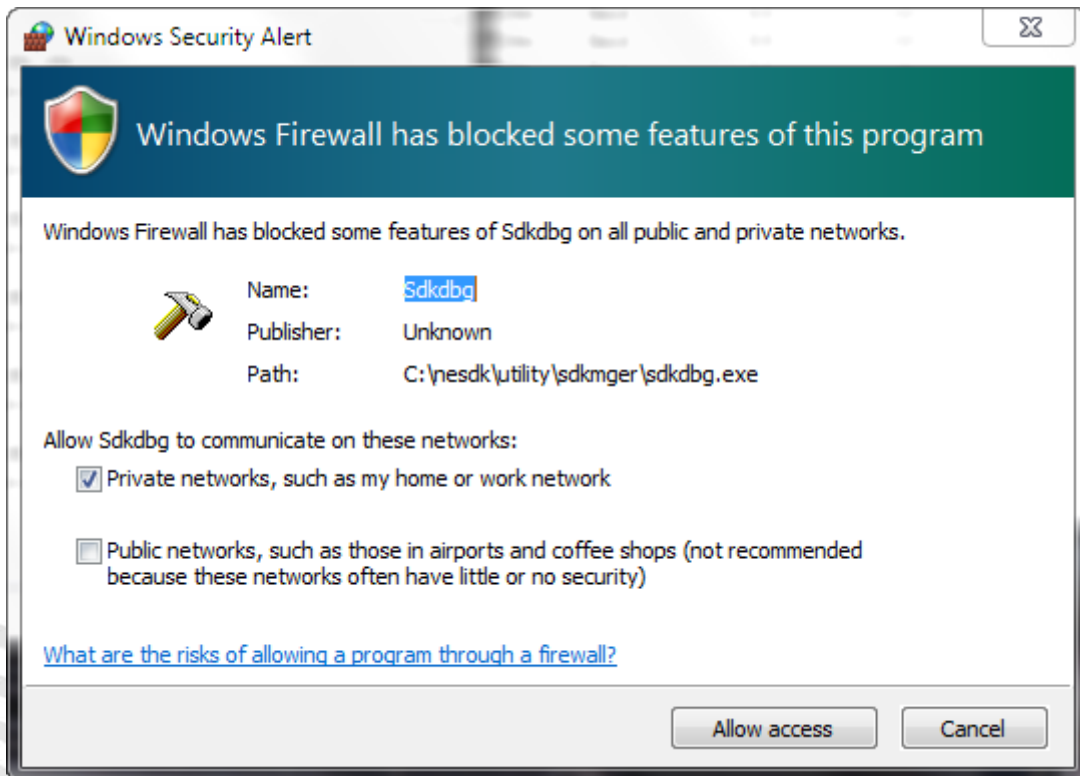 Windows Security Alert
Windows Firewall has blocked some features of this program
Windows Firewall has blocked some features of Sdkdbg on all public and private networks.
Name: Sdkdbg
Publisher: Unknown
Path: C:\nesdk\utility\sdkmger\sdkdbg.exe
Allow Sdkdbg to communicate on these networks:
Private networks, such as my home or work network
Public networks, such as those in airports and coffee shops (not recommended
because these networks often have little or no security)
What are the risks of allowing a program through a firewall?
Allow access Cancel